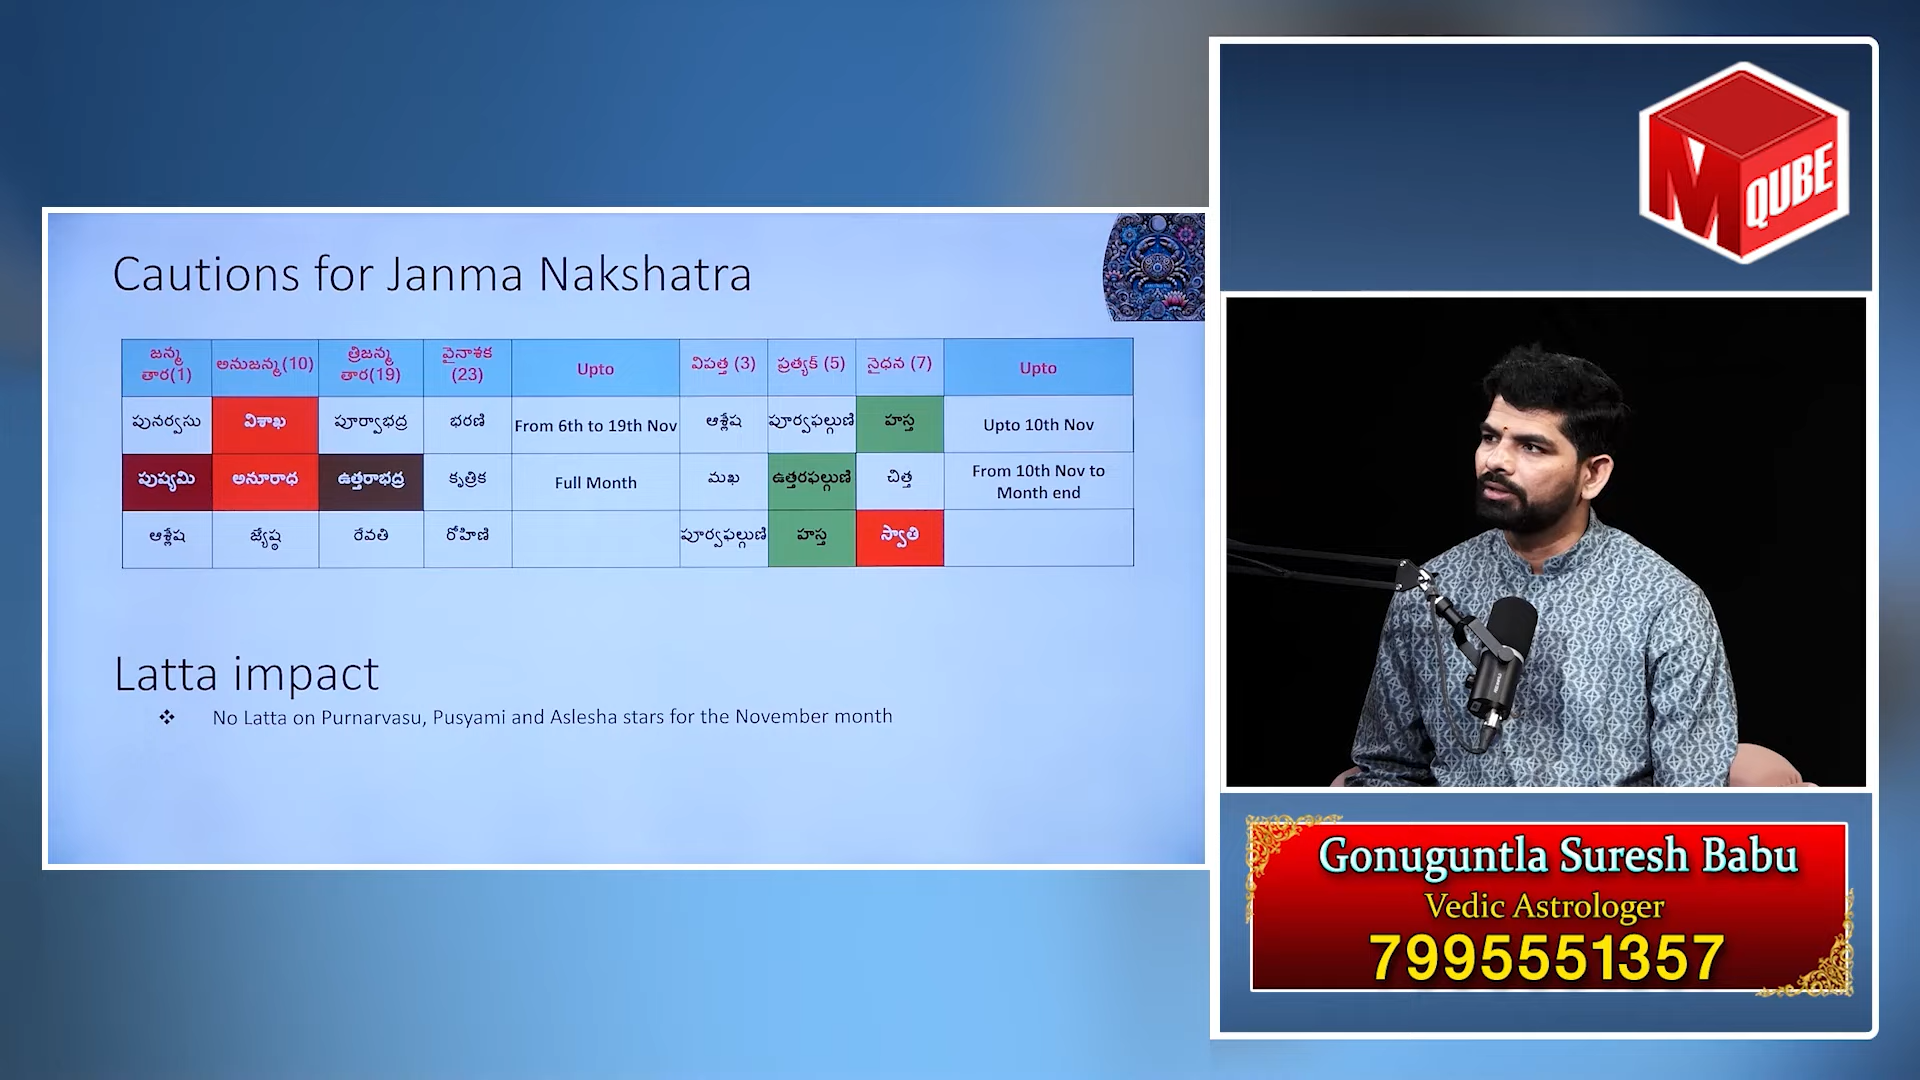 Cautions for Janma Nakshatra
జన్మ తార(1) అనుజన్మ(10) త్రిజన్మ తార(19) వైనాశక (23) Upto విపత్త (3) ప్రత్యక్ (5) నైధన (7) Upto
పునర్వసు విశాఖ పూర్వాభద్ర భరణి From 6th to 19th Nov ఆశ్లేష పూర్వఫల్గుణి హస్త Upto 10th Nov
పుష్యమి అనూరాధ ఉత్తరాభద్ర కృత్రిక Full Month మఖ ఉత్తరఫల్గుణి చిత్త From 10th Nov to Month end
ఆశ్లేష జ్యేష్ఠ రేవతి రోహిణి పూర్వఫల్గుణి హస్త స్వాతి
Latta impact
❖ No Latta on Purnarvasu, Pusyami and Aslesha stars for the November month
M QUBE
Gonuguntla Suresh Babu
Vedic Astrologer
7995551357